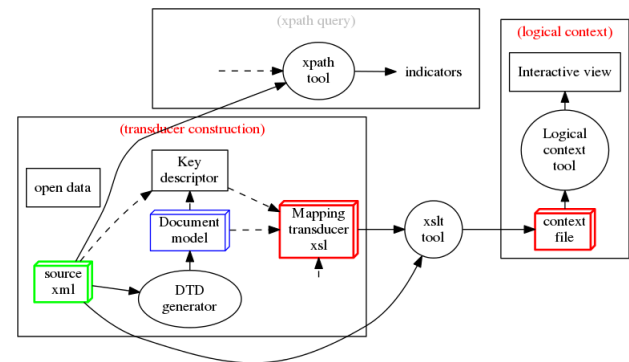 (xpath query)
xpath
tool
indicators
(logical context)
Interactive view
Logical
context
tool
context
file
(transducer construction)
open data
Key
descriptor
Document
model
Mapping
transducer
xsl
source
xml
DTD
generator
xslt
tool